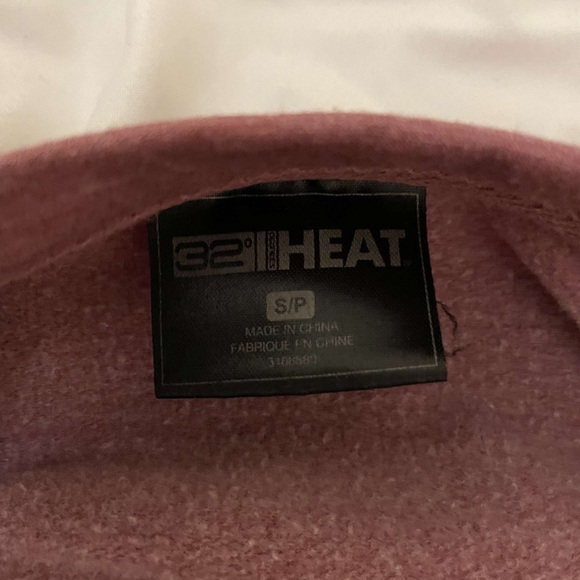 32° HEAT
S/P
MADE IN CHINA
FABRIQUE EN CHINE